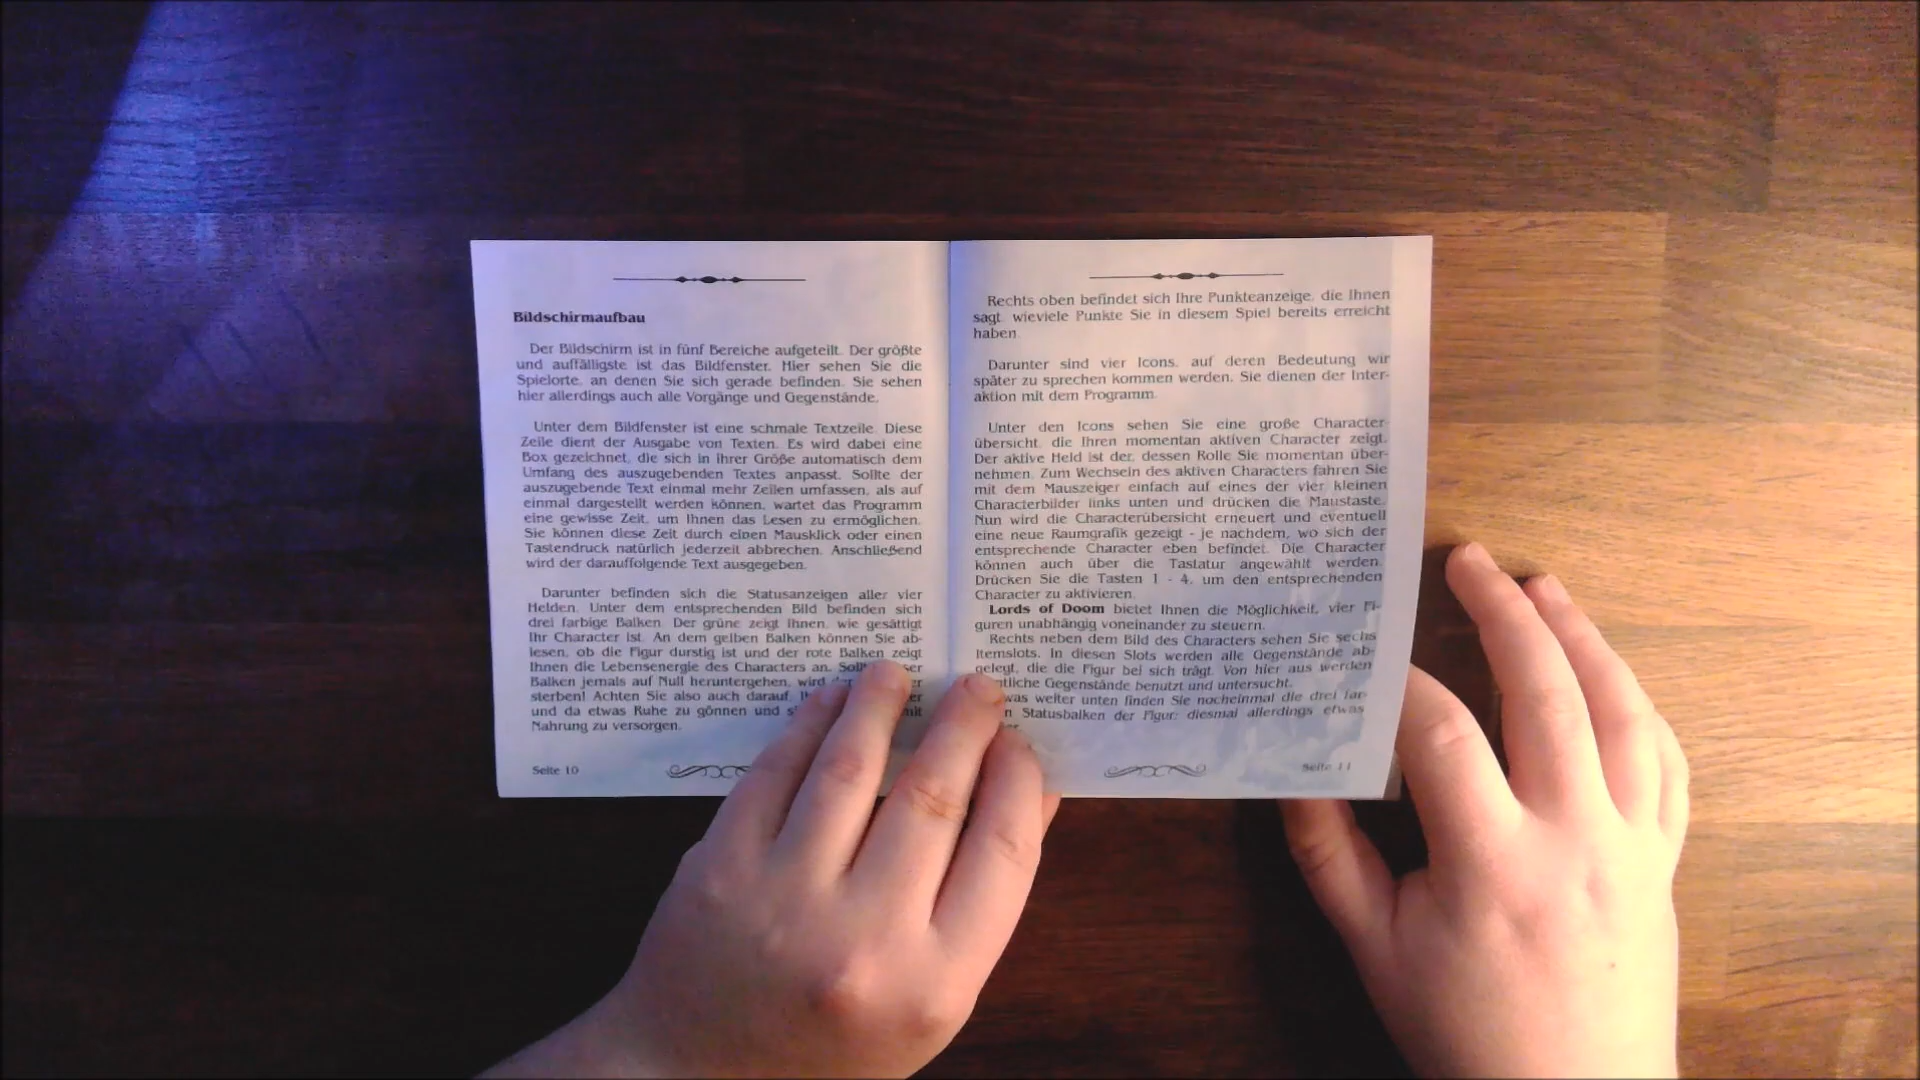 Bildschirmaufbau
Der Bildschirm ist in fünf Bereiche aufgeteilt. Der größte
und auffälligste ist das Bildfenster. Hier sehen Sie die
Spielorte, an denen Sie sich gerade befinden. Sie sehen
hier allerdings auch alle Vorgänge und Gegenstände.
Unter dem Bildfenster ist eine schmale Textzeile. Diese
Zeile dient der Ausgabe von Texten. Es wird dabei eine
Box gezeichnet, die sich in ihrer Größe automatisch dem
Umfang des auszugebenden Textes anpasst. Sollte der
auszugebende Text einmal mehr Zeilen umfassen, als auf
einmal dargestellt werden können, wartet das Programm
eine gewisse Zeit, um Ihnen das Lesen zu ermöglichen.
Sie können diese Zeit durch einen Mausklick oder einen
Tastendruck natürlich jederzeit abbrechen. Anschließend
wird der darauffolgende Text ausgegeben.
Darunter befinden sich die Statusanzeigen aller vier
Helden. Unter dem entsprechenden Bild befinden sich
drei farbige Balken. Der grüne zeigt Ihnen, wie gesättigt
Ihr Character ist. An dem gelben Balken können Sie ab-
lesen, ob die Figur durstig ist und der rote Balken zeigt
Ihnen die Lebensenergie des Characters an.
Balken jemals auf Null heruntergehen, wird
sterben! Achten Sie also auch darauf,
und da etwas Ruhe zu gönnen und
Nahrung zu versorgen.
Seite 10
Rechts oben befindet sich Ihre Punkteanzeige, die Ihnen
sagt, wieviele Punkte Sie in diesem Spiel bereits erreicht
haben.
Darunter sind vier Icons, auf deren Bedeutung wir
später zu sprechen kommen werden. Sie dienen der Inter-
aktion mit dem Programm.
Unter den Icons sehen Sie eine große Character-
übersicht, die Ihren momentan aktiven Character zeigt.
Der aktive Held ist der, dessen Rolle Sie momentan über-
nehmen. Zum Wechseln des aktiven Characters fahren Sie
mit dem Mauszeiger einfach auf eines der vier kleinen
Characterbilder links unten und drücken die Maustaste.
Nun wird die Characterübersicht erneuert und eventuell
eine neue Raumgrafik gezeigt - je nachdem, wo sich der
entsprechende Character eben befindet. Die Character
können auch über die Tastatur angewählt werden.
Drücken Sie die Tasten 1 - 4, um den entsprechenden
Character zu aktivieren.
Lords of Doom bietet Ihnen die Möglichkeit, vier Fi-
guren unabhängig voneinander zu steuern.
Rechts neben dem Bild des Characters sehen Sie sechs
Itemslots. In diesen Slots werden alle Gegenstände ab-
gelegt, die die Figur bei sich trägt. Von hier aus werden
Gegenstände benutzt und untersucht.
weiter unten finden Sie nocheinmal die drei far-
Statusbalken der Figur; diesmal allerdings etwas
Seite 11